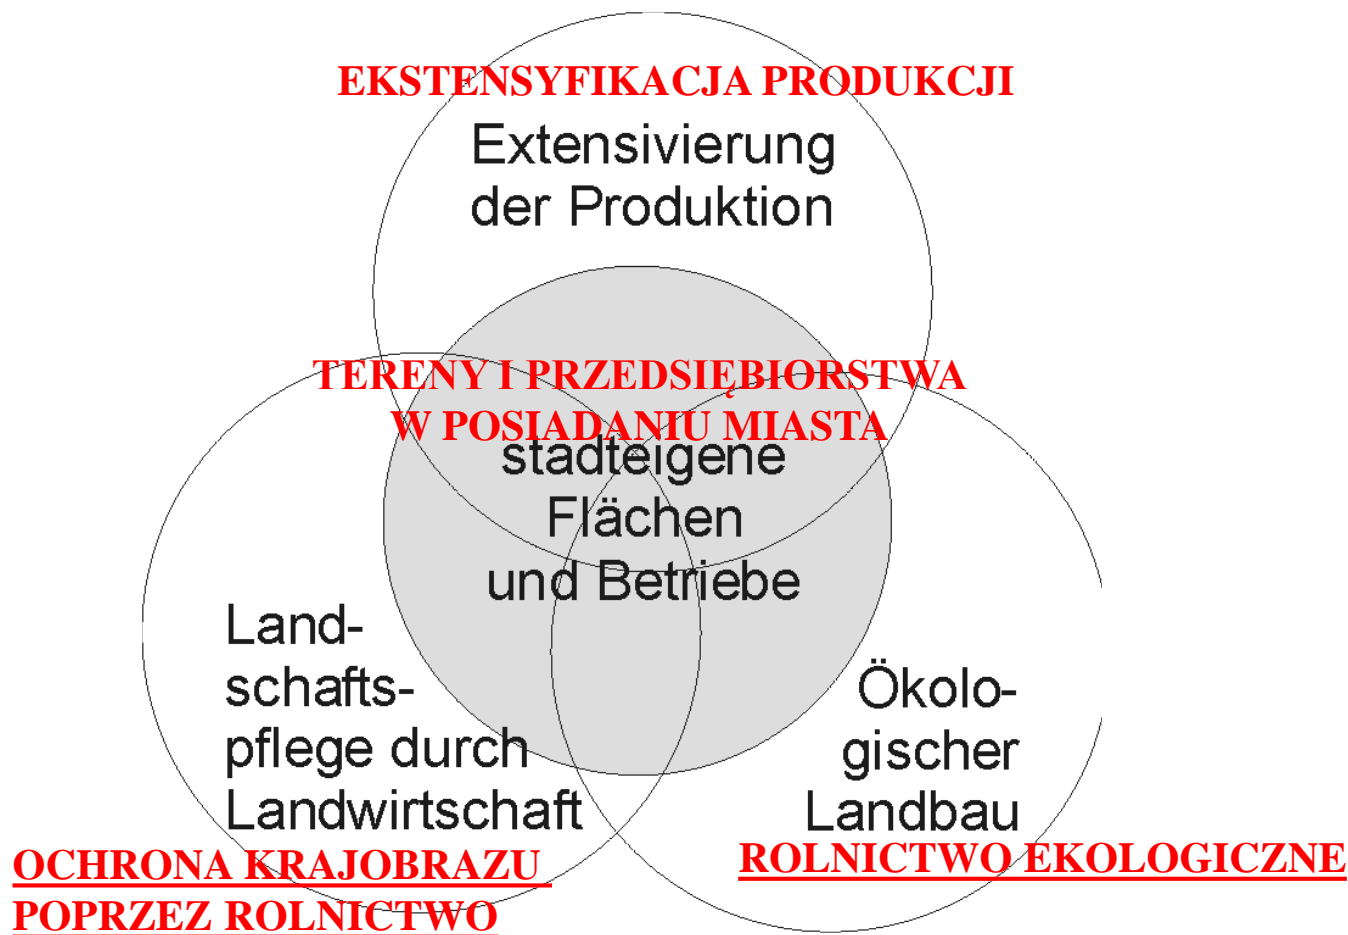 EKSTENSYFIKACJA PRODUKCJI
Extensivierung
der Produktion
TERENY I PRZEDSIĘBIORSTWA
W POSIADANIU MIASTA
stadteigene
Flächen
und Betriebe
Land-
schafts-
pflege durch
Landwirtschaft
OCHRONA KRAJOBRAZU
POPRZEZ ROLNICTWO
Ökolo-
gischer
Landbau
ROLNICTWO EKOLOGICZNE